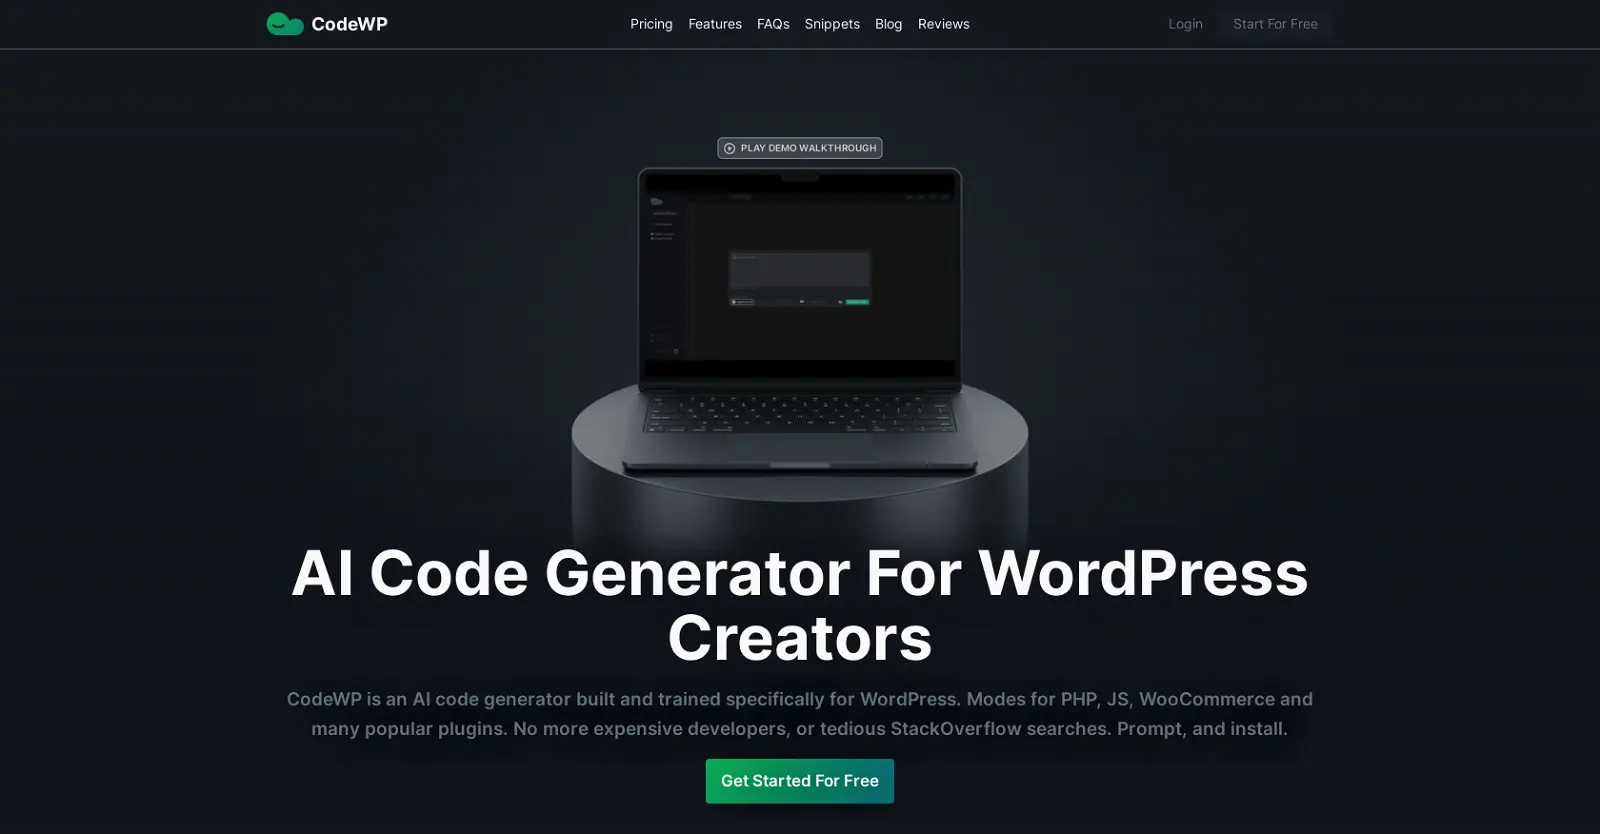 CodeWP
Pricing Features FAQs Snippets Blog Reviews
Login Start For Free
PLAY DEMO WALKTHROUGH
AI Code Generator For WordPress
Creators
CodeWP is an AI code generator built and trained specifically for WordPress. Modes for PHP, JS, WooCommerce and
many popular plugins. No more expensive developers, or tedious StackOverflow searches. Prompt, and install.
Get Started For Free